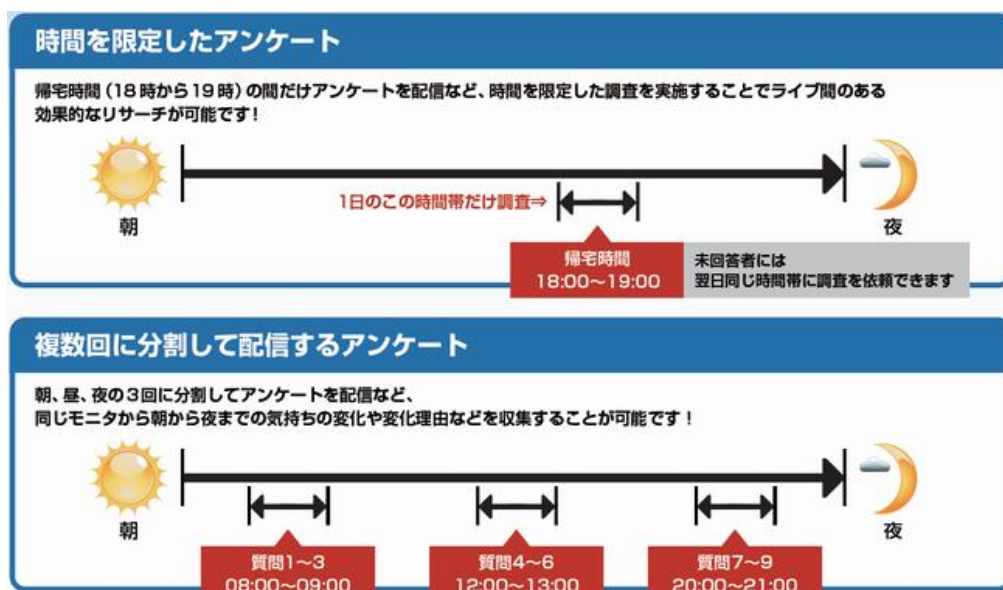 時間を限定したアンケート
帰宅時間(18時から19時)の間だけアンケートを配信など、時間を限定した調査を実施することでライブ間のある
効果的なリサーチが可能です!
1日のこの時間帯だけ調査⇒
朝
夜
帰宅時間
18:00〜19:00
未回答者には
翌日同じ時間帯に調査を依頼できます
複数回に分割して配信するアンケート
朝、昼、夜の3回に分割してアンケートを配信など、
同じモニタから朝から夜までの気持ちの変化や変化理由などを収集することが可能です!
朝
夜
質問1〜3
08:00〜09:00
質問4〜6
12:00〜13:00
質問7〜9
20:00〜21:00